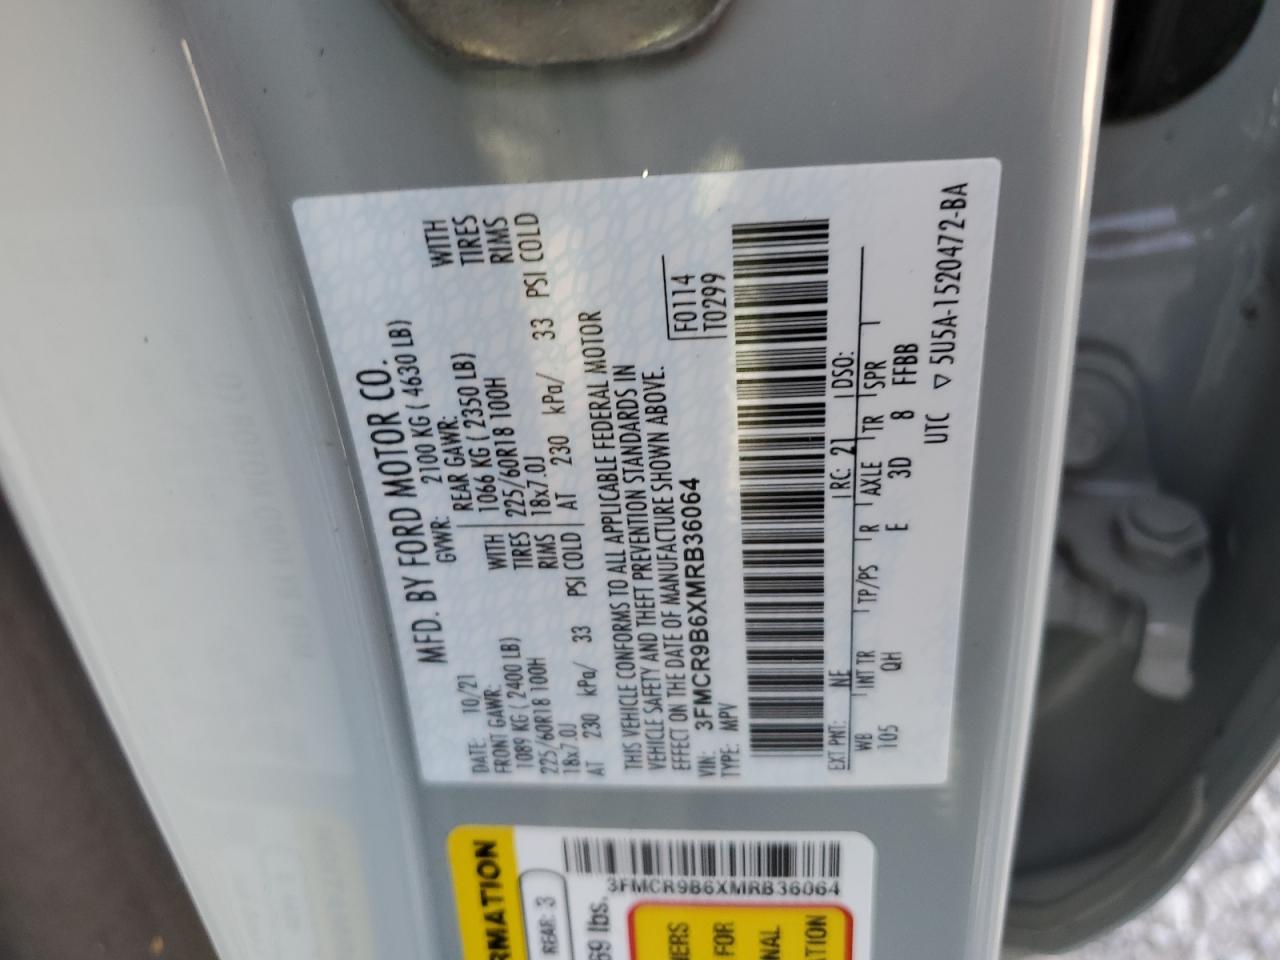 MFD. BY FORD MOTOR CO.
DATE: 10/21 GVWR: 2100 KG ( 4630 LB)
FRONT GAWR: REAR GAWR:
1089 KG ( 2400 LB) WITH 1066 KG ( 2350 LB) WITH
225/60R18 100H TIRES 225/60R18 100H TIRES
18x7.0J RIMS 18x7.0J RIMS
AT 230 kPa/ 33 PSI COLD AT 230 kPa/ 33 PSI COLD
THIS VEHICLE CONFORMS TO ALL APPLICABLE FEDERAL MOTOR
VEHICLE SAFETY AND THEFT PREVENTION STANDARDS IN
EFFECT ON THE DATE OF MANUFACTURE SHOWN ABOVE.
VIN: 3FMCR9B6XMRB36064 F0114
TYPE: MPV T0299
EXT PNT: NE RC: 21 DSO:
WB INT TR TP/PS R AXLE TR SPR
105 QH E 3D 8 FFBB
UTC ▽ 5U5A-1520472-BA
RMATION
REAR: 3
3FMCR9B6XMRB36064
69 lbs.
NERS
FOR
NAL
TION